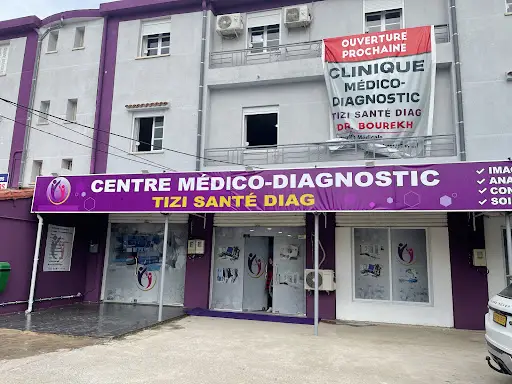 OUVERTURE
PROCHAINE
CLINIQUE
MÉDICO-
DIAGNOSTIC
TIZI SANTÉ DIAG
DR. BOUREKH
CENTRE MÉDICO-DIAGNOSTIC
TIZI SANTÉ DIAG
✓ IMA
✓ ANA
✓ CON
✓ SOI